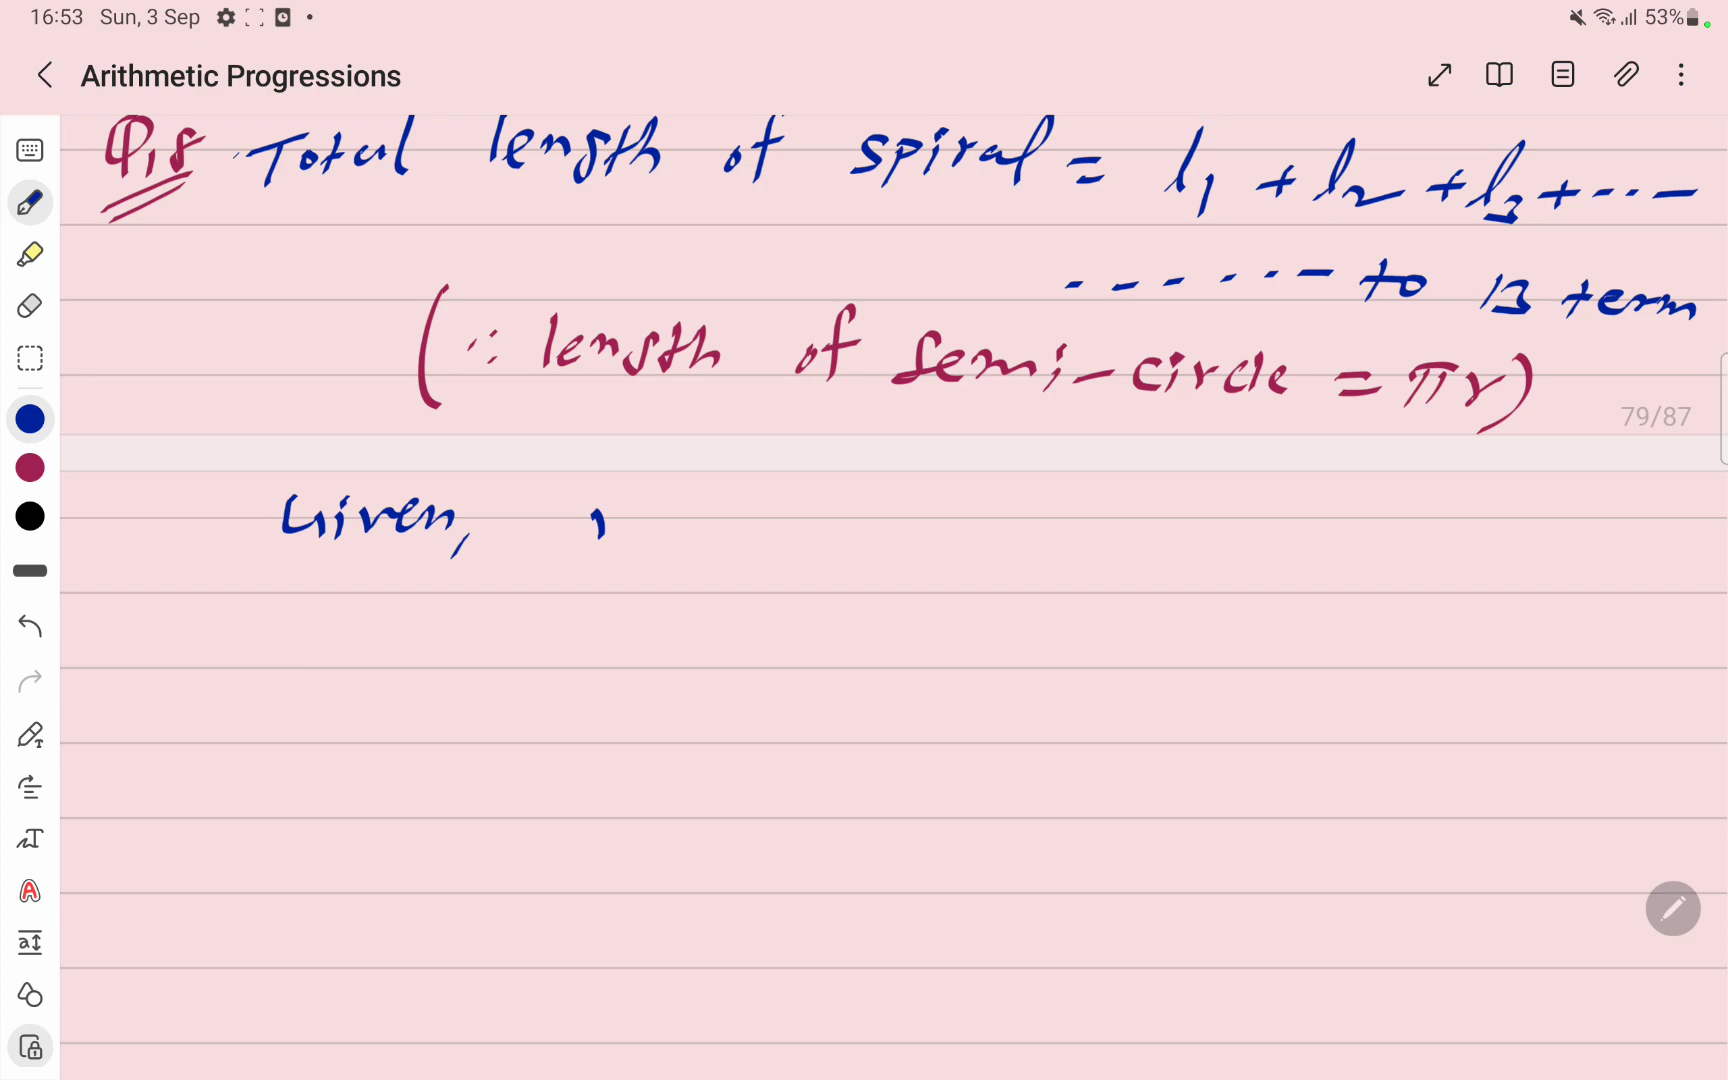 16:53 Sun, 3 Sep 53%
Arithmetic Progressions
Q18 Total length of spiral = l1 + l2 + l3 + ...
...... to 13 term
(∵ length of semi-circle = πr)
79/87
Given,